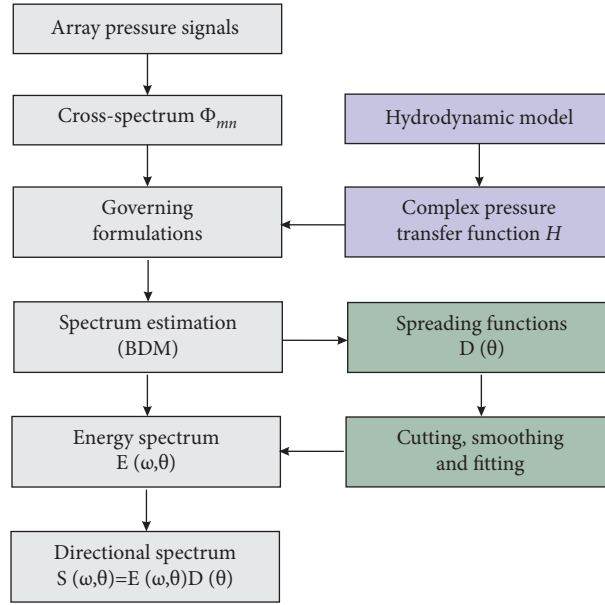 Array pressure signals
Cross-spectrum Φmn
Hydrodynamic model
Governing
formulations
Complex pressure
transfer function H
Spectrum estimation
(BDM)
Spreading functions
D (θ)
Energy spectrum
E (ω,θ)
Cutting, smoothing
and fitting
Directional spectrum
S (ω,θ)=E (ω,θ)D (θ)